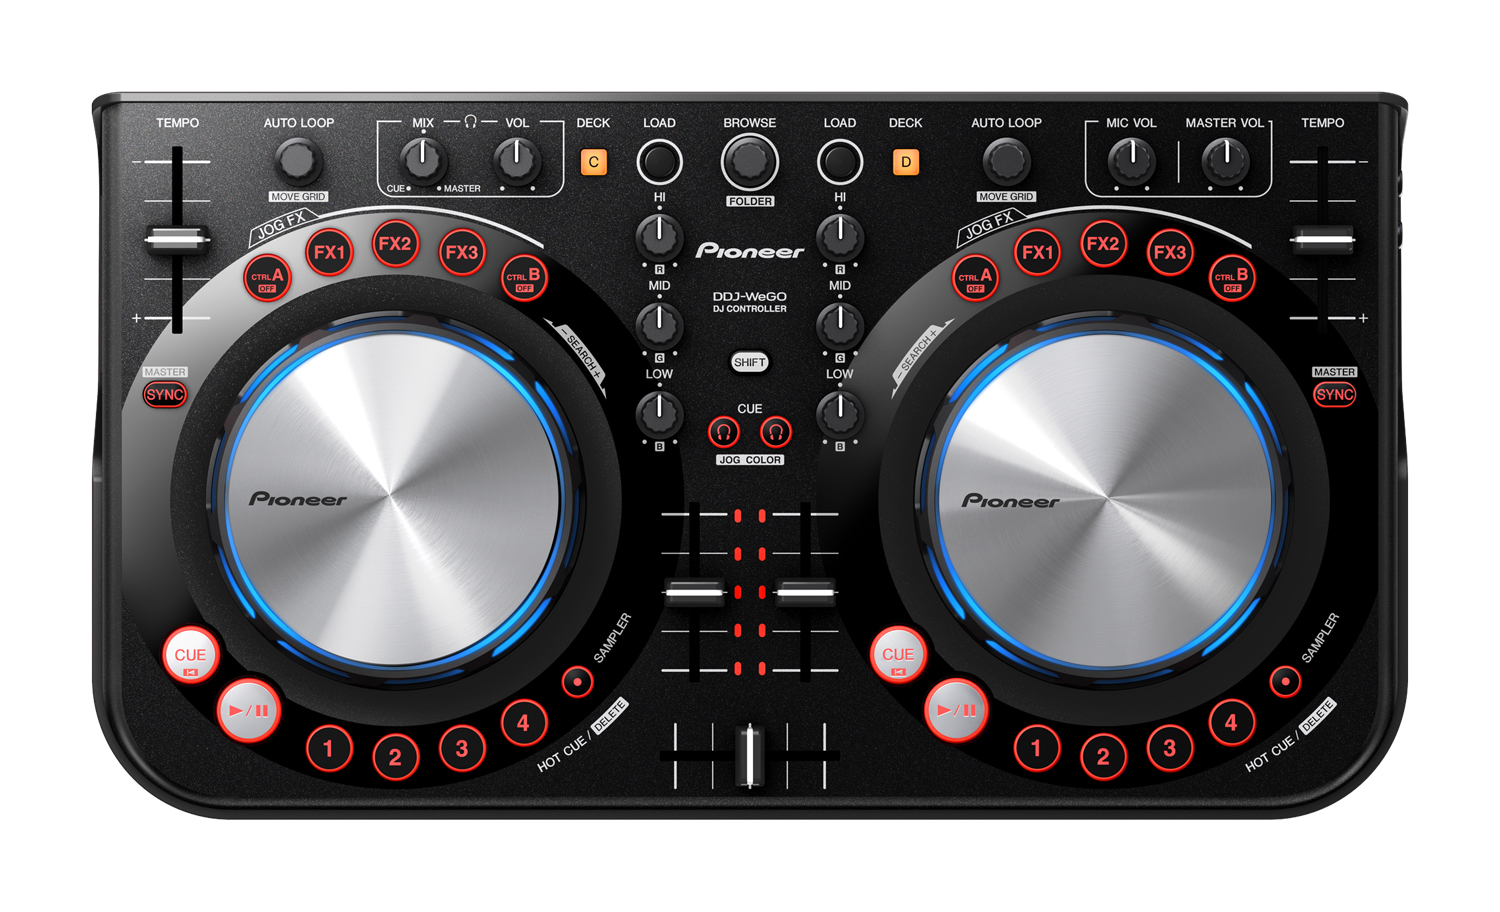 TEMPO
AUTO LOOP
MIX
VOL
DECK
LOAD
BROWSE
LOAD
DECK
AUTO LOOP
MIC VOL
MASTER VOL
TEMPO
−
C
D
−
CUE
MASTER
MOVE GRID
HI
FOLDER
HI
MOVE GRID
JOG FX
FX1
FX2
FX3
CTRL A
OFF
CTRL B
OFF
Pioneer
JOG FX
FX1
FX2
FX3
CTRL A
OFF
CTRL B
OFF
R
R
MID
MID
DDJ-WeGO
DJ CONTROLLER
+
+
− SEARCH +
− SEARCH +
G
G
SHIFT
MASTER
SYNC
LOW
LOW
MASTER
SYNC
CUE
B
B
JOG COLOR
Pioneer
Pioneer
CUE
SAMPLER
CUE
SAMPLER
1
2
3
4
HOT CUE / DELETE
1
2
3
4
HOT CUE / DELETE